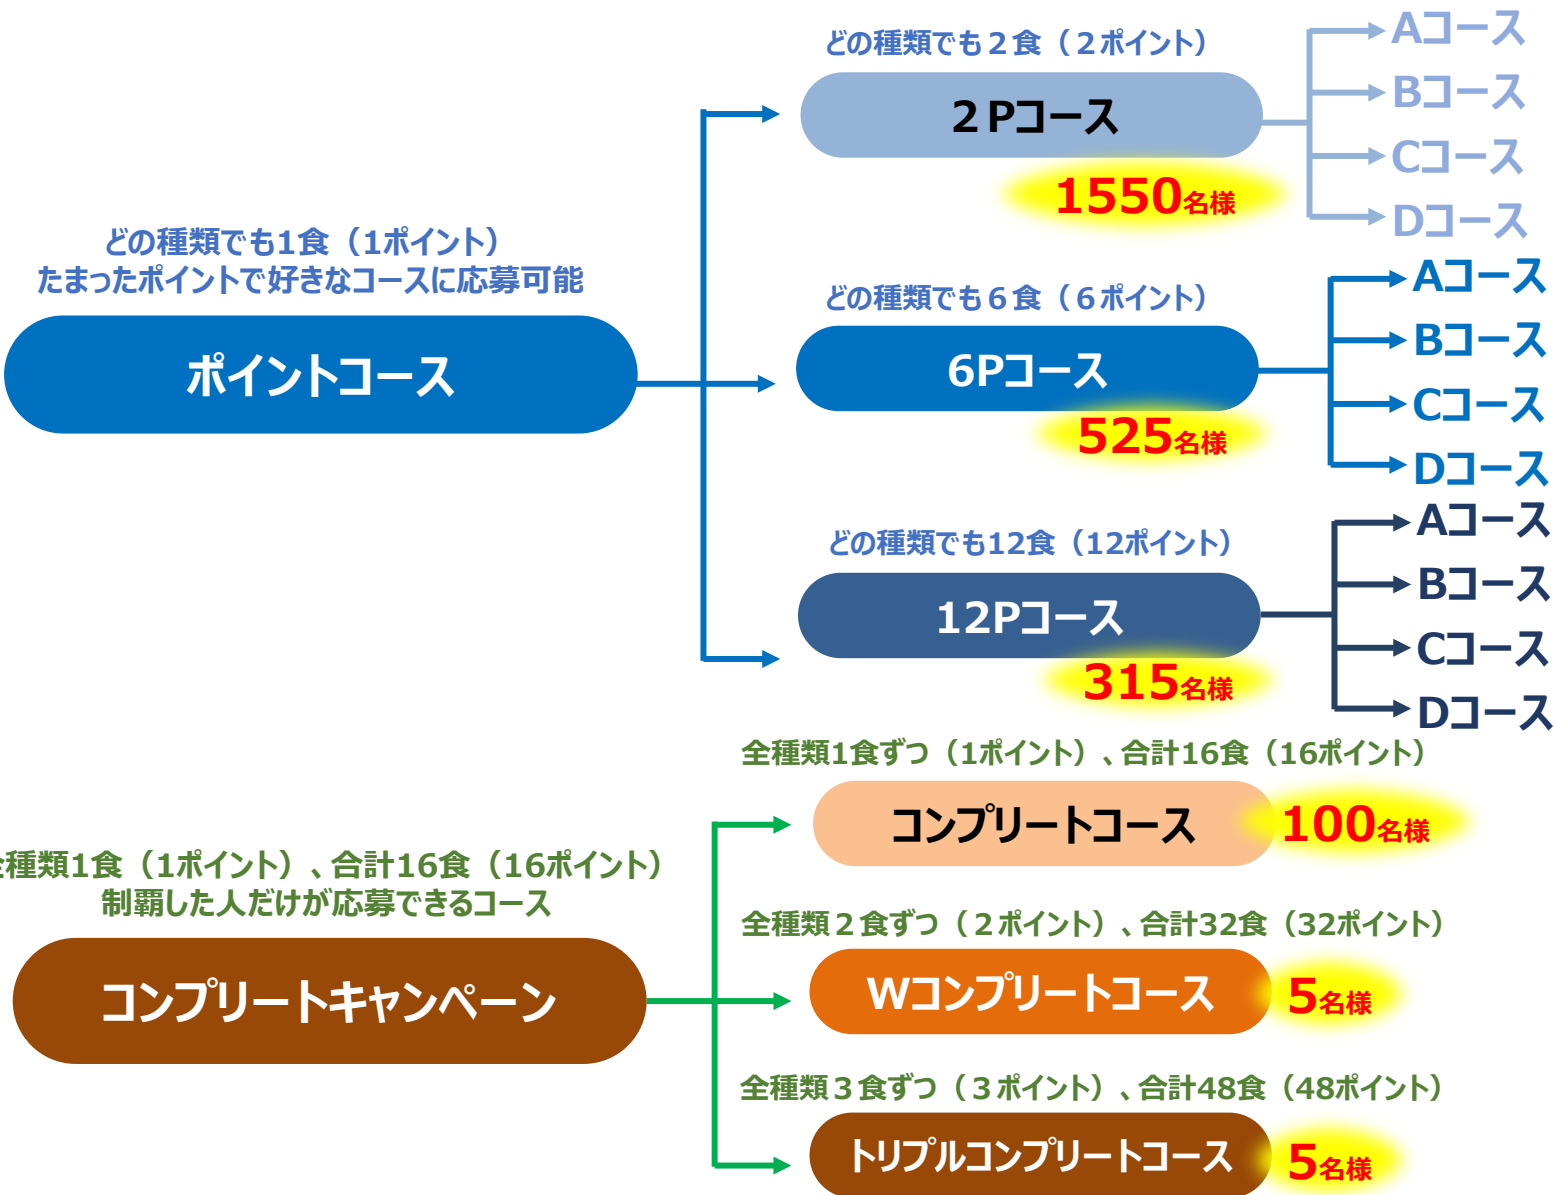 どの種類でも２食（２ポイント）
２Pコース
1550名様
Aコース
Bコース
Cコース
Dコース
どの種類でも1食（1ポイント）
たまったポイントで好きなコースに応募可能
ポイントコース
どの種類でも６食（６ポイント）
6Pコース
525名様
Aコース
Bコース
Cコース
Dコース
どの種類でも12食（12ポイント）
12Pコース
315名様
Aコース
Bコース
Cコース
Dコース
全種類1食ずつ（1ポイント）、合計16食（16ポイント）
コンプリートコース
100名様
全種類1食（1ポイント）、合計16食（16ポイント）
制覇した人だけが応募できるコース
コンプリートキャンペーン
全種類２食ずつ（２ポイント）、合計32食（32ポイント）
Wコンプリートコース
5名様
全種類３食ずつ（３ポイント）、合計48食（48ポイント）
トリプルコンプリートコース
5名様